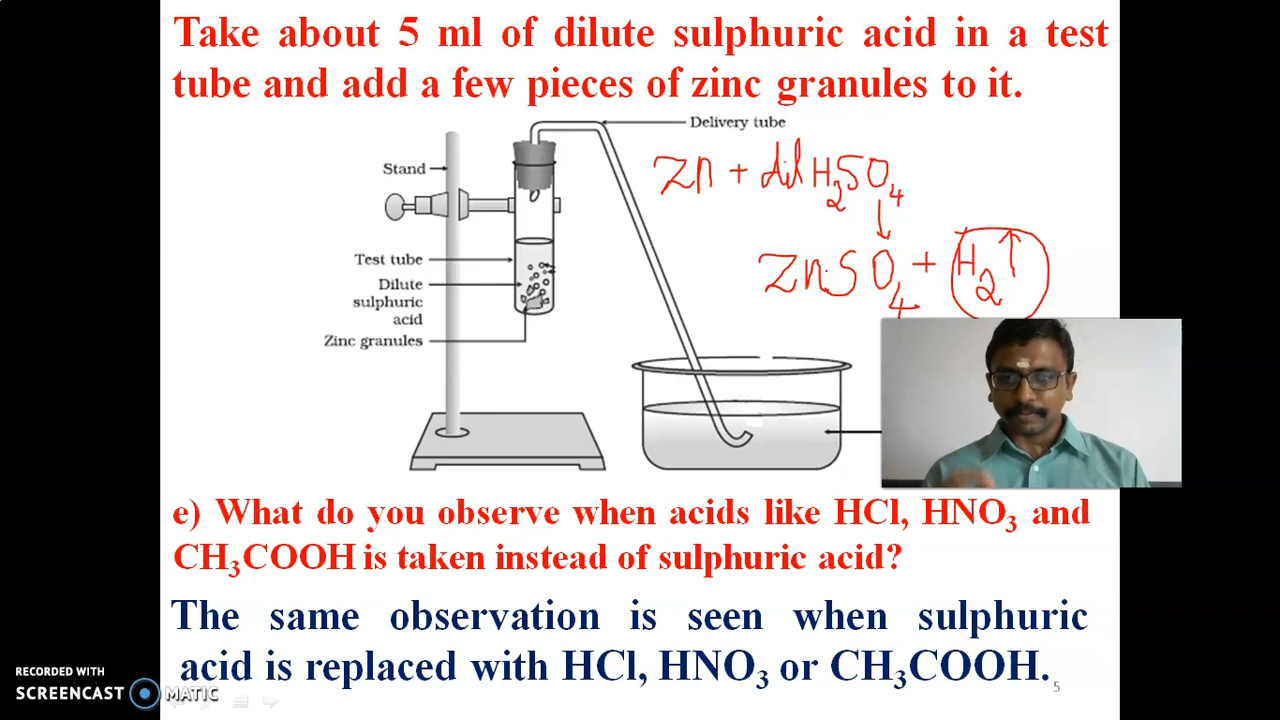 Take about 5 ml of dilute sulphuric acid in a test
tube and add a few pieces of zinc granules to it.
Delivery tube
Stand
Zn + dil H₂SO₄
↓
ZnSO₄ + H₂↑
Test tube
Dilute
sulphuric
acid
Zinc granules
e) What do you observe when acids like HCl, HNO₃ and
CH₃COOH is taken instead of sulphuric acid?
The same observation is seen when sulphuric
acid is replaced with HCl, HNO₃ or CH₃COOH.
5
RECORDED WITH
SCREENCAST MATIC